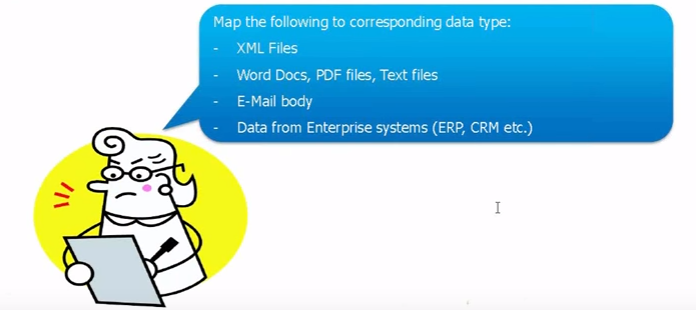 Map the following to corresponding data type:
- XML Files
- Word Docs, PDF files, Text files
- E-Mail body
- Data from Enterprise systems (ERP, CRM etc.)